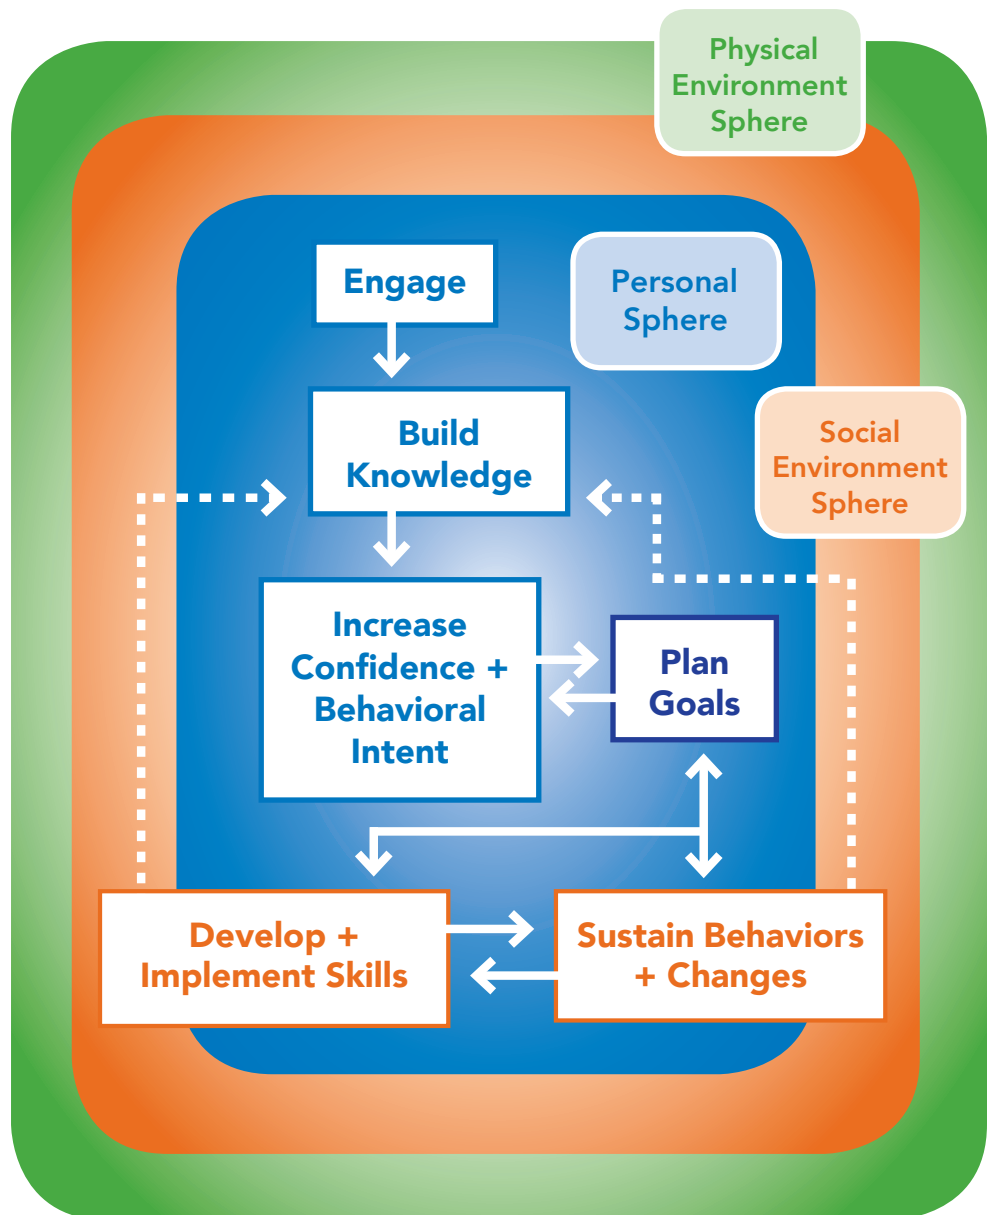 Physical
Environment
Sphere
Engage
Personal
Sphere
Build
Knowledge
Social
Environment
Sphere
Increase
Confidence +
Behavioral
Intent
Plan
Goals
Develop +
Implement Skills
Sustain Behaviors
+ Changes